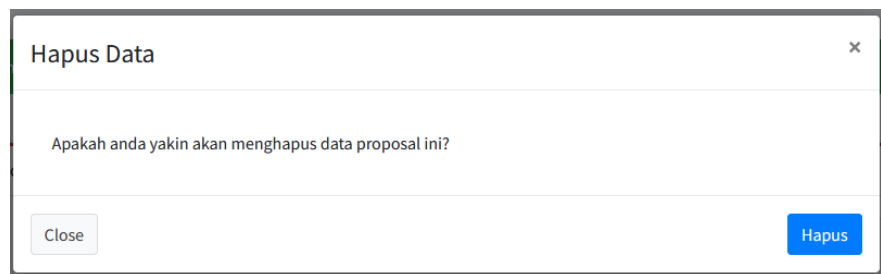 Hapus Data
×
Apakah anda yakin akan menghapus data proposal ini?
Close
Hapus